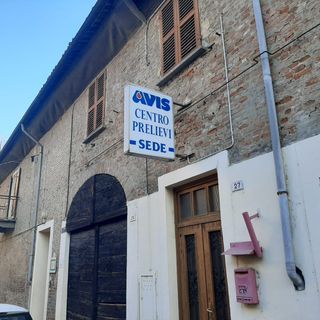 AVIS
CENTRO
PRELIEVI
SEDE
27